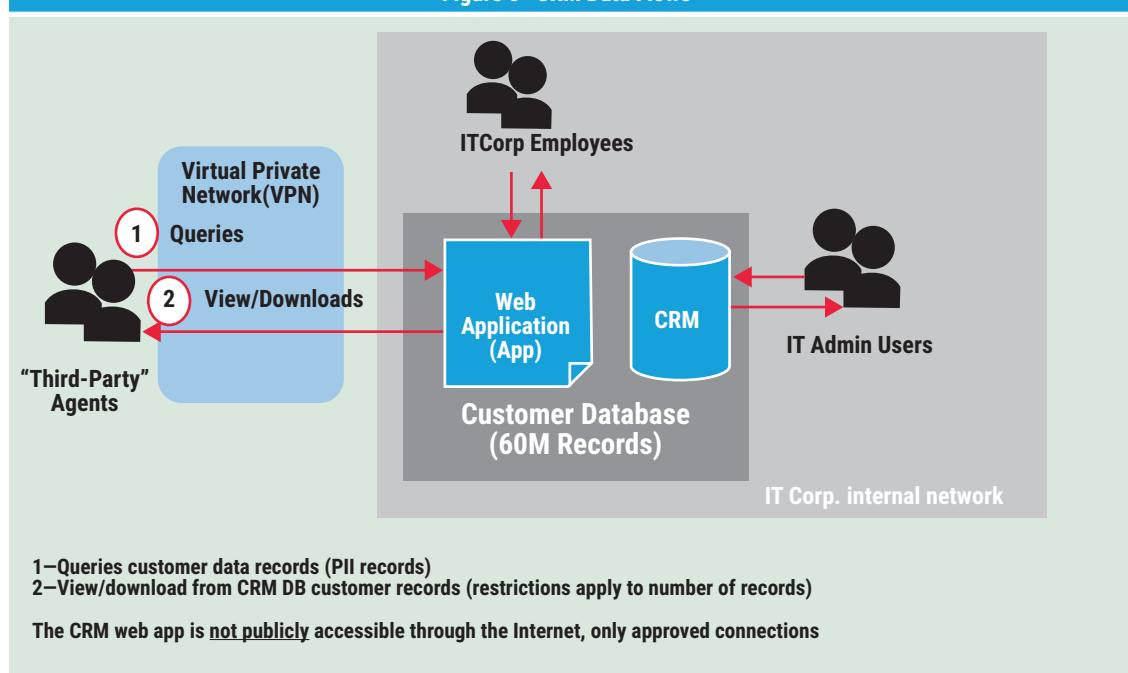 ITCorp Employees
Virtual Private
Network(VPN)
1 Queries
2 View/Downloads
"Third-Party"
Agents
Web
Application
(App)
CRM
IT Admin Users
Customer Database
(60M Records)
IT Corp. internal network
1—Queries customer data records (PII records)
2—View/download from CRM DB customer records (restrictions apply to number of records)
The CRM web app is not publicly accessible through the Internet, only approved connections